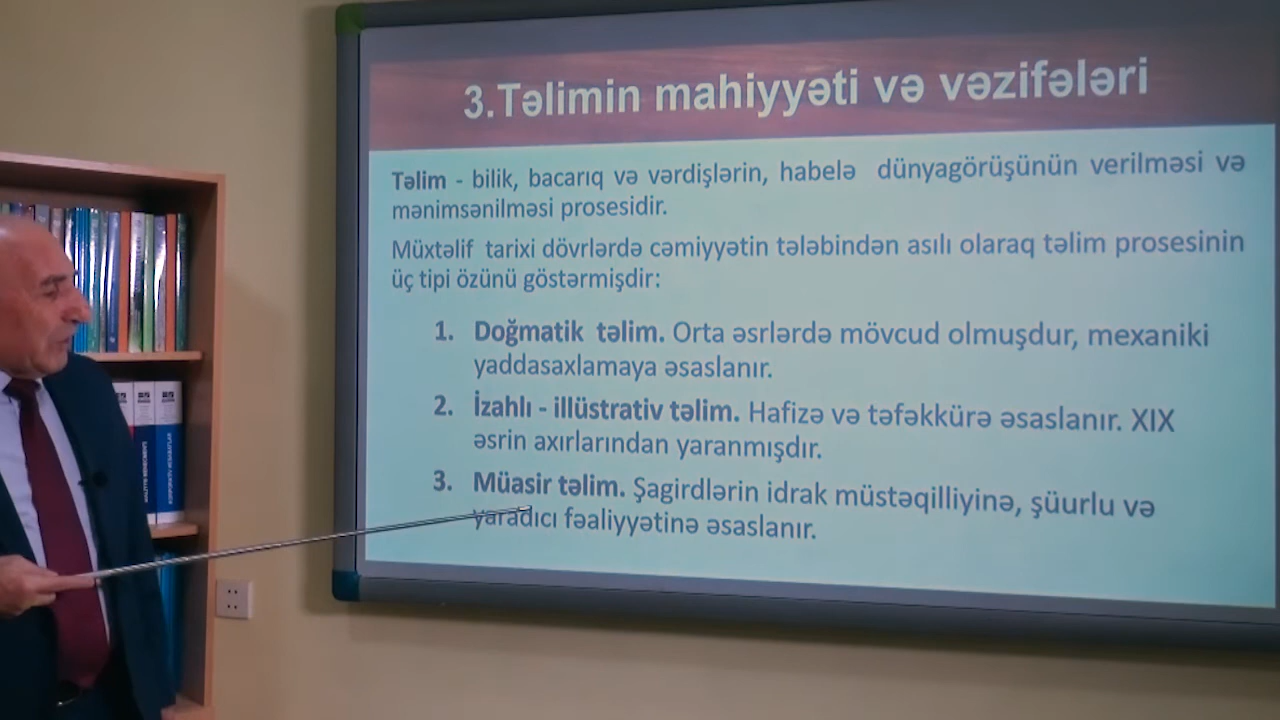 3.Təlimin mahiyyəti və vəzifələri
Təlim - bilik, bacarıq və vərdişlərin, habelə dünyagörüşünün verilməsi və
mənimsənilməsi prosesidir.
Müxtəlif tarixi dövrlərdə cəmiyyətin tələbindən asılı olaraq təlim prosesinin
üç tipi özünü göstərmişdir:
1. Doğmatik təlim. Orta əsrlərdə mövcud olmuşdur, mexaniki
yaddasaxlamaya əsaslanır.
2. İzahlı - illüstrativ təlim. Hafizə və təfəkkürə əsaslanır. XIX
əsrin axırlarından yaranmışdır.
3. Müasir təlim. Şagirdlərin idrak müstəqilliyinə, şüurlu və
yaradıcı fəaliyyətinə əsaslanır.